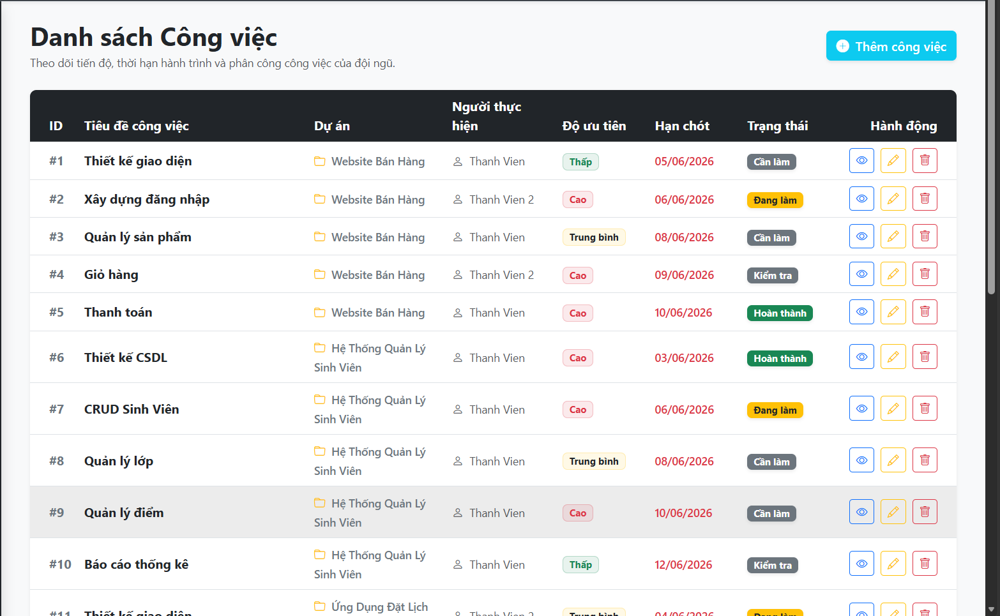 Danh sách Công việc
Theo dõi tiến độ, thời hạn hành trình và phân công công việc của đội ngũ.
Thêm công việc
ID Tiêu đề công việc Dự án Người thực hiện Độ ưu tiên Hạn chót Trạng thái Hành động
#1 Thiết kế giao diện Website Bán Hàng Thanh Vien Thấp 05/06/2026 Cần làm
#2 Xây dựng đăng nhập Website Bán Hàng Thanh Vien 2 Cao 06/06/2026 Đang làm
#3 Quản lý sản phẩm Website Bán Hàng Thanh Vien Trung bình 08/06/2026 Cần làm
#4 Giỏ hàng Website Bán Hàng Thanh Vien 2 Cao 09/06/2026 Kiểm tra
#5 Thanh toán Website Bán Hàng Thanh Vien Cao 10/06/2026 Hoàn thành
#6 Thiết kế CSDL Hệ Thống Quản Lý Sinh Viên Thanh Vien Cao 03/06/2026 Hoàn thành
#7 CRUD Sinh Viên Hệ Thống Quản Lý Sinh Viên Thanh Vien Cao 06/06/2026 Đang làm
#8 Quản lý lớp Hệ Thống Quản Lý Sinh Viên Thanh Vien Trung bình 08/06/2026 Cần làm
#9 Quản lý điểm Hệ Thống Quản Lý Sinh Viên Thanh Vien Cao 10/06/2026 Cần làm
#10 Báo cáo thống kê Hệ Thống Quản Lý Sinh Viên Thanh Vien Thấp 12/06/2026 Kiểm tra
#11 Thiết kế giao diện Ứng Dụng Đặt Lịch Thanh Vien 2 Trung bình 04/06/2026 Đang làm